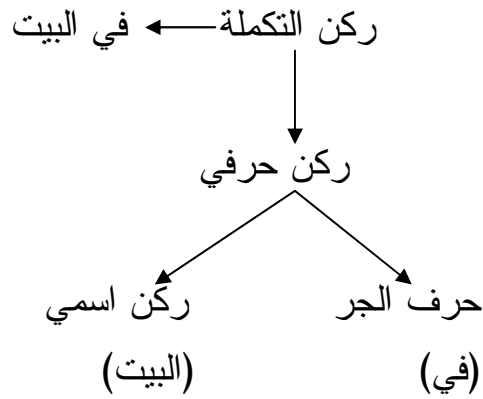 ركن التكملة في البيت
ركن حرفي
حرف الجر ركن اسمي
(في) (البيت)